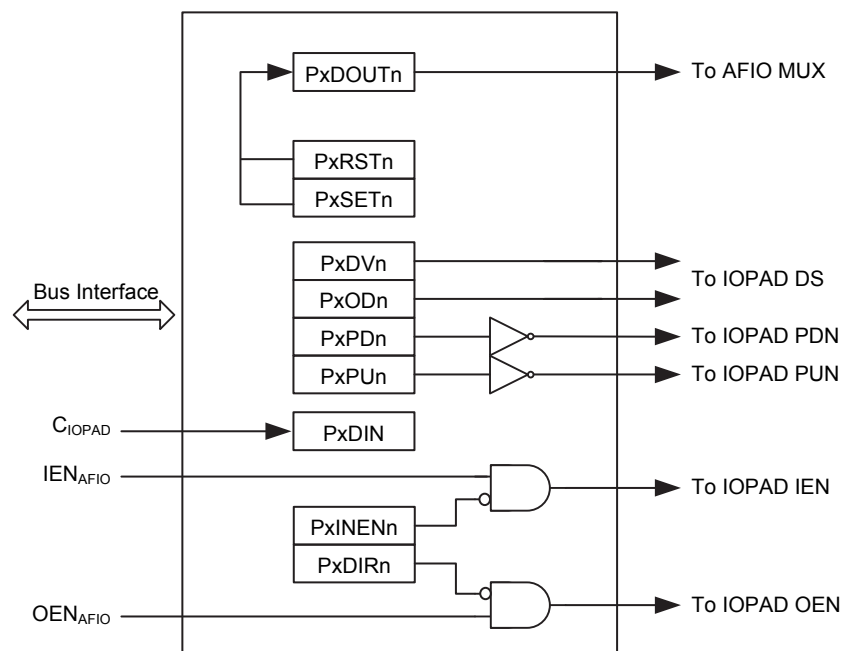 PxDOUTn
To AFIO MUX
PxRSTn
PxSETn
PxDVn
To IOPAD DS
Bus Interface
PxODn
PxPDn
To IOPAD PDN
PxPUn
To IOPAD PUN
CIOPAD
PxDIN
IENAFIO
To IOPAD IEN
PxINENn
PxDIRn
OENAFIO
To IOPAD OEN